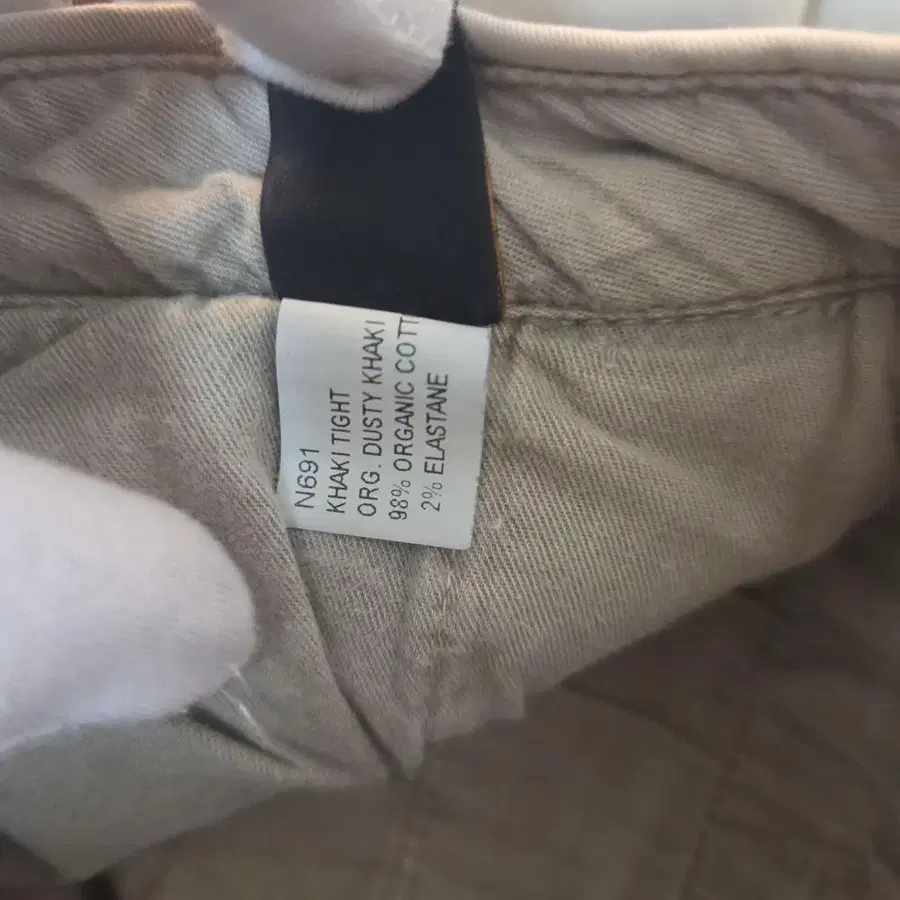 N691
KHAKI TIGHT
ORG. DUSTY KHAKI
98% ORGANIC COTT
2% ELASTANE